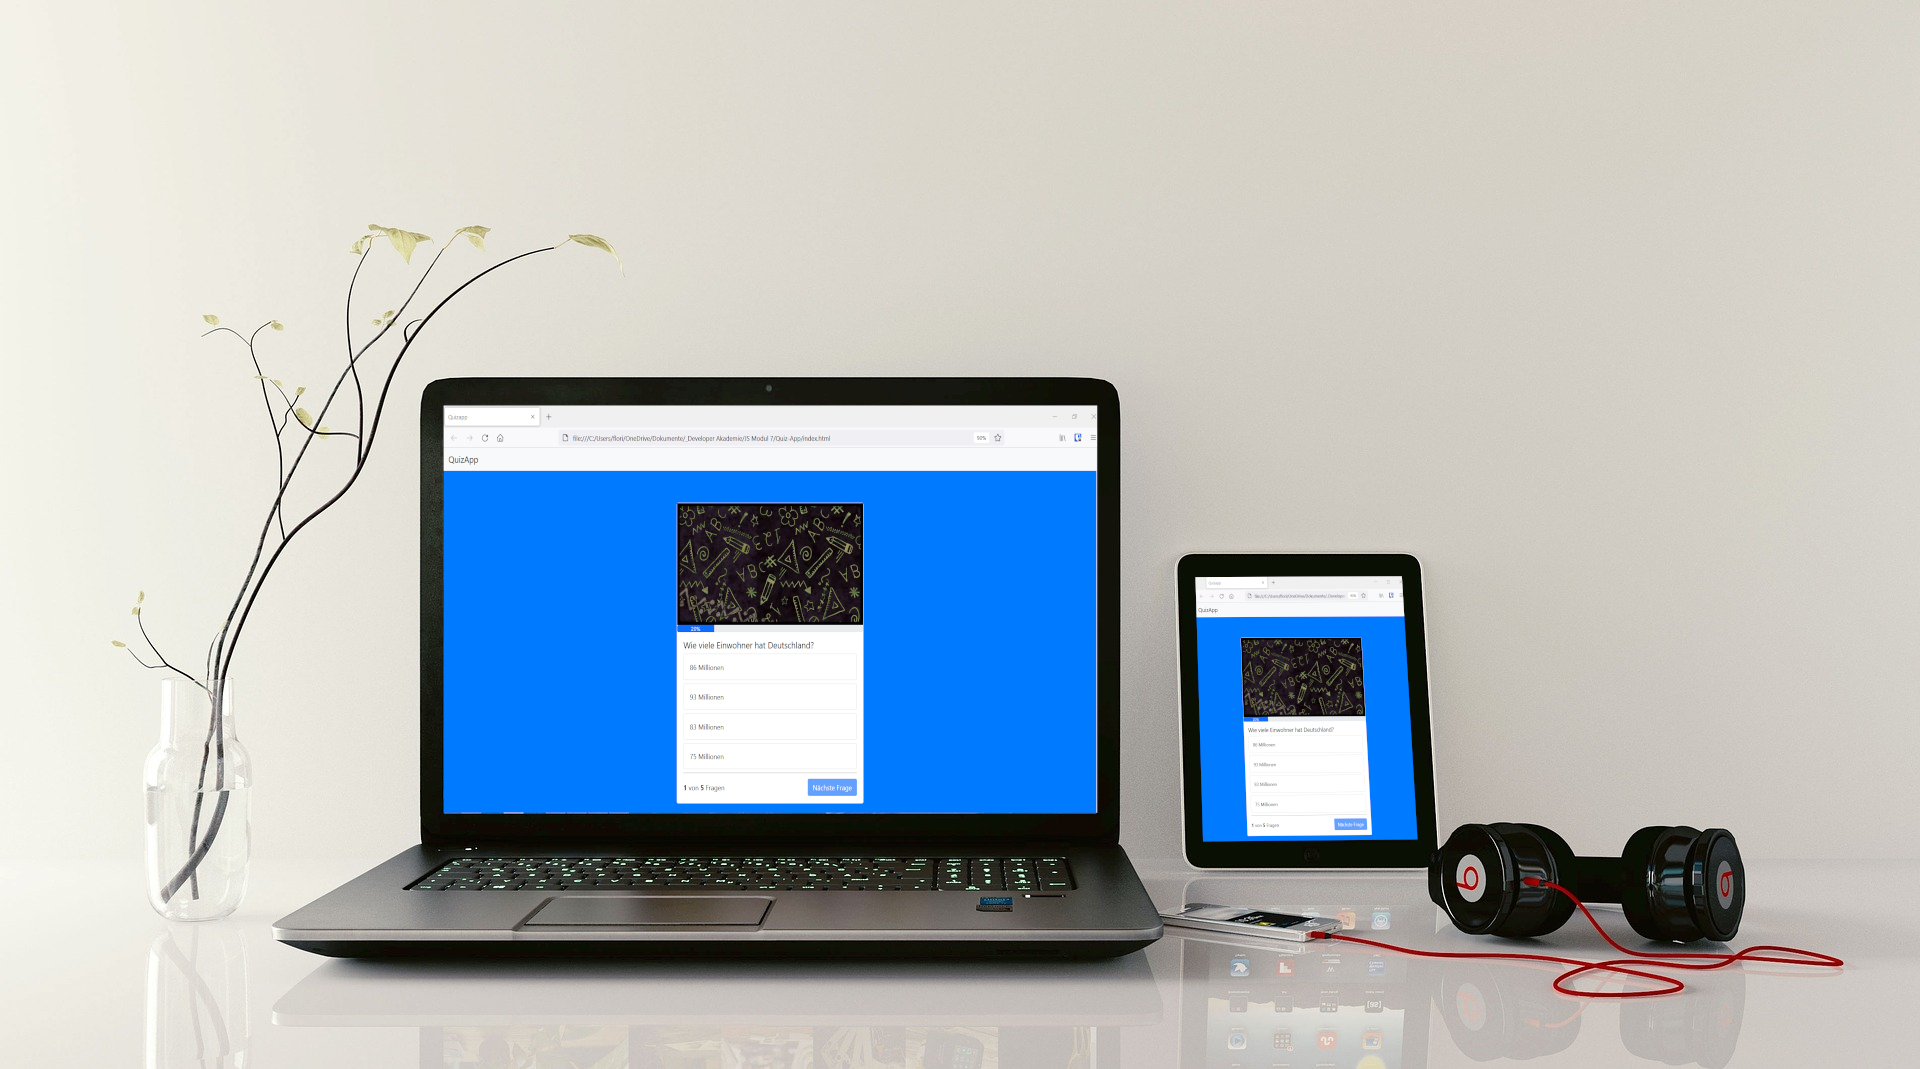 Quizapp
file:///C:/Users/flori/OneDrive/Dokumente/_Developer Akademie/JS Modul 7/Quiz-App/index.html
90%
QuizApp
20%
Wie viele Einwohner hat Deutschland?
86 Millionen
93 Millionen
83 Millionen
75 Millionen
1 von 5 Fragen
Nächste Frage
QuizApp
20%
Wie viele Einwohner hat Deutschland?
86 Millionen
93 Millionen
83 Millionen
75 Millionen
1 von 5 Fragen
Nächste Frage